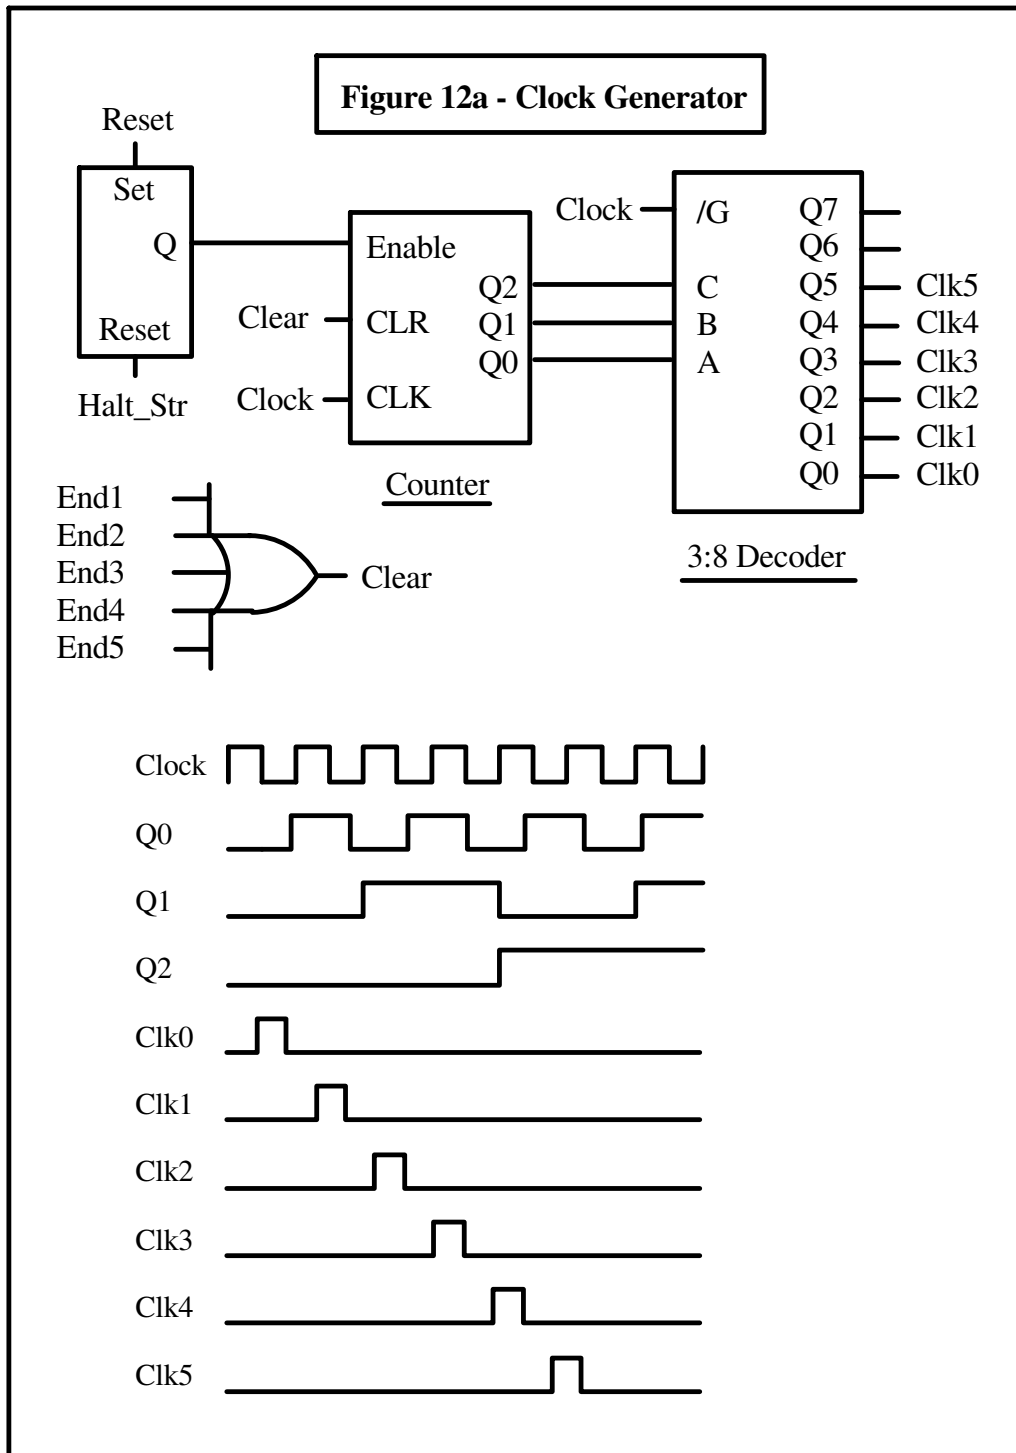 Figure 12a - Clock Generator
Reset
Set
Q
Reset
Halt_Str
Enable
Clear
CLR
Clock
CLK
Q2
Q1
Q0
Counter
Clock
/G
C
B
A
Q7
Q6
Q5
Clk5
Q4
Clk4
Q3
Clk3
Q2
Clk2
Q1
Clk1
Q0
Clk0
3:8 Decoder
End1
End2
End3
End4
End5
Clear
Clock
Q0
Q1
Q2
Clk0
Clk1
Clk2
Clk3
Clk4
Clk5